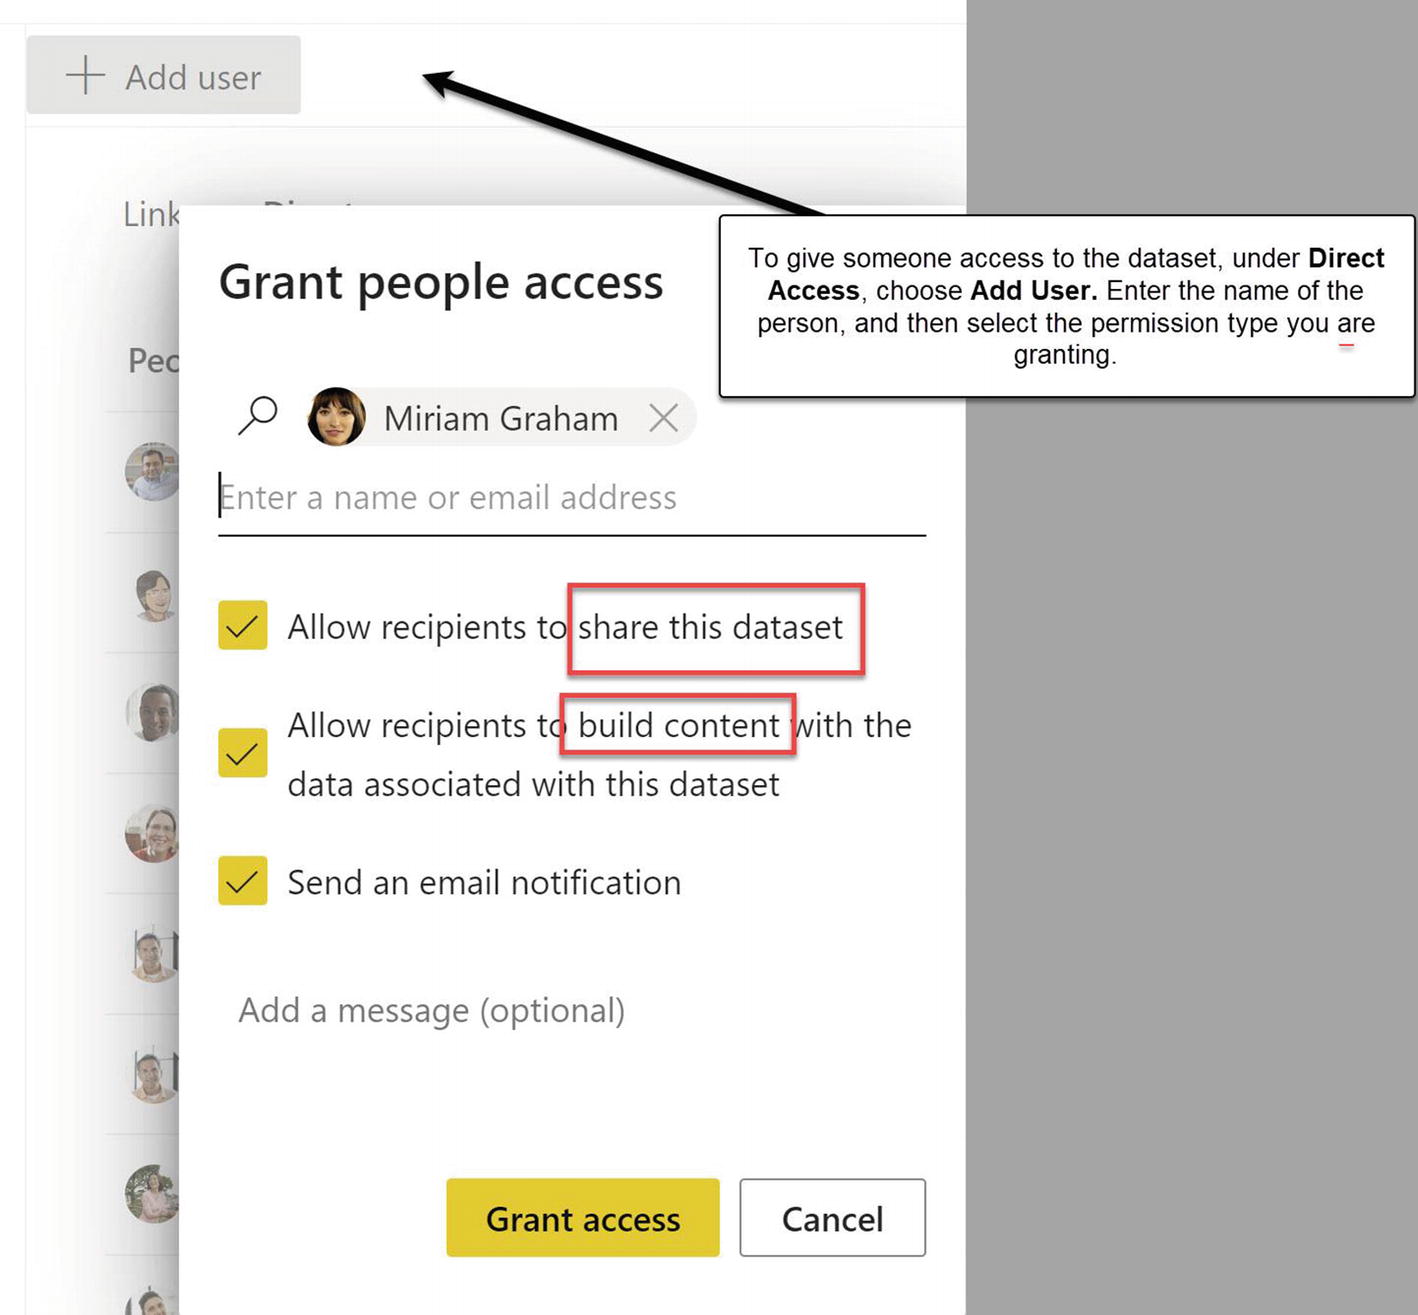 Add user
Link
Grant people access
To give someone access to the dataset, under Direct
Access, choose Add User. Enter the name of the
person, and then select the permission type you are
granting.
Peo
Miriam Graham
Enter a name or email address
Allow recipients to share this dataset
Allow recipients to build content with the
data associated with this dataset
Send an email notification
Add a message (optional)
Grant access
Cancel